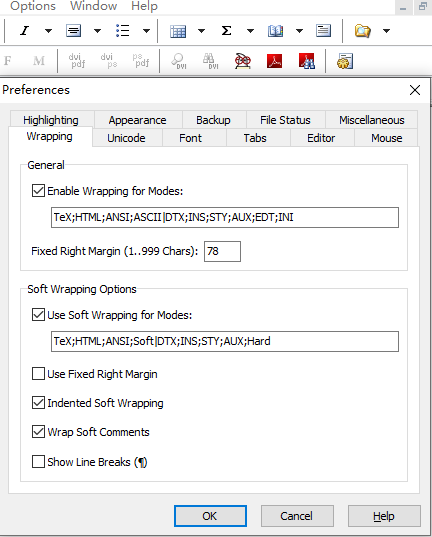 Options Window Help
I Σ
F M dvi pdf dvi ps ps pdf DVI DVI
Preferences
Highlighting Appearance Backup File Status Miscellaneous
Wrapping Unicode Font Tabs Editor Mouse
General
Enable Wrapping for Modes:
TeX;HTML;ANSI;ASCII|DTX;INS;STY;AUX;EDT;INI
Fixed Right Margin (1..999 Chars): 78
Soft Wrapping Options
Use Soft Wrapping for Modes:
TeX;HTML;ANSI;Soft|DTX;INS;STY;AUX;Hard
Use Fixed Right Margin
Indented Soft Wrapping
Wrap Soft Comments
Show Line Breaks (¶)
OK Cancel Help